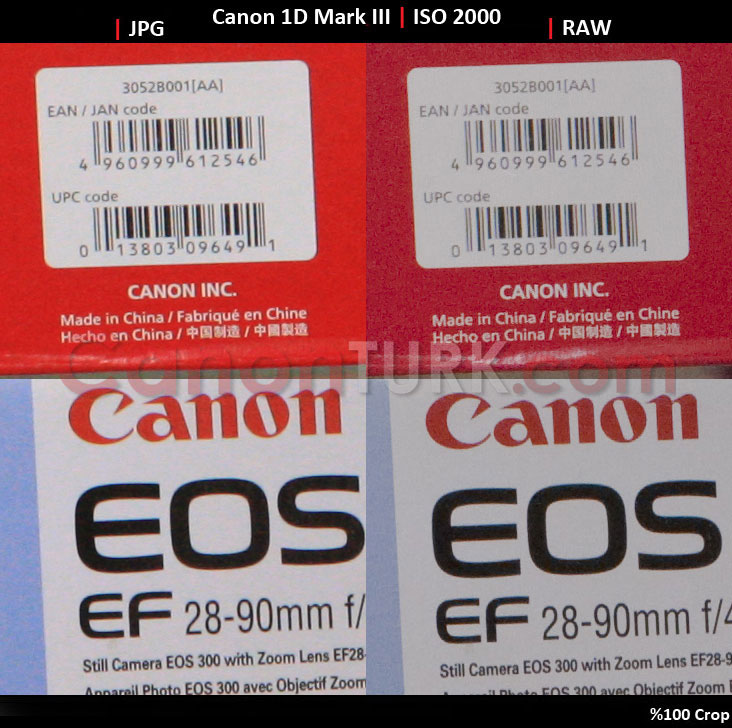 Canon 1D Mark III | ISO 2000
| JPG
| RAW
3052B001[AA]
EAN / JAN code
4 960999 612546
UPC code
0 13803 09649 1
CANON INC.
Made in China / Fabriqué en Chine
Hecho en China / 中国制造 / 中國製造
3052B001[AA]
EAN / JAN code
4 960999 612546
UPC code
0 13803 09649 1
CANON INC.
Made in China / Fabriqué en Chine
Hecho en China / 中国制造 / 中國製造
CanonTURK.com
Canon
EOS
EF 28-90mm f/
Still Camera EOS 300 with Zoom Lens EF28-
Appareil Photo EOS 300 avec Objectif Zoom
Canon
EOS
EF 28-90mm f/4
Still Camera EOS 300 with Zoom Lens EF28-9
Appareil Photo EOS 300 avec Objectif Zoom E
%100 Crop